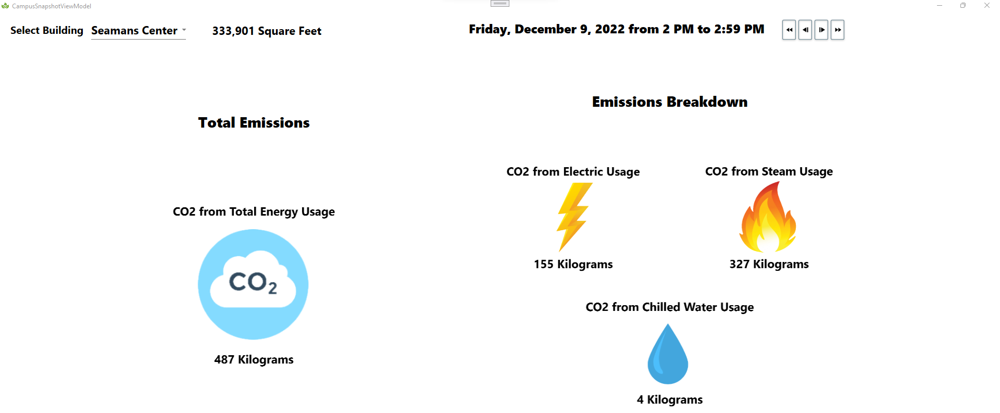 CampusSnapshotViewModel
Select Building Seamans Center 333,901 Square Feet Friday, December 9, 2022 from 2 PM to 2:59 PM
Total Emissions
CO2 from Total Energy Usage
CO2
487 Kilograms
Emissions Breakdown
CO2 from Electric Usage
155 Kilograms
CO2 from Steam Usage
327 Kilograms
CO2 from Chilled Water Usage
4 Kilograms